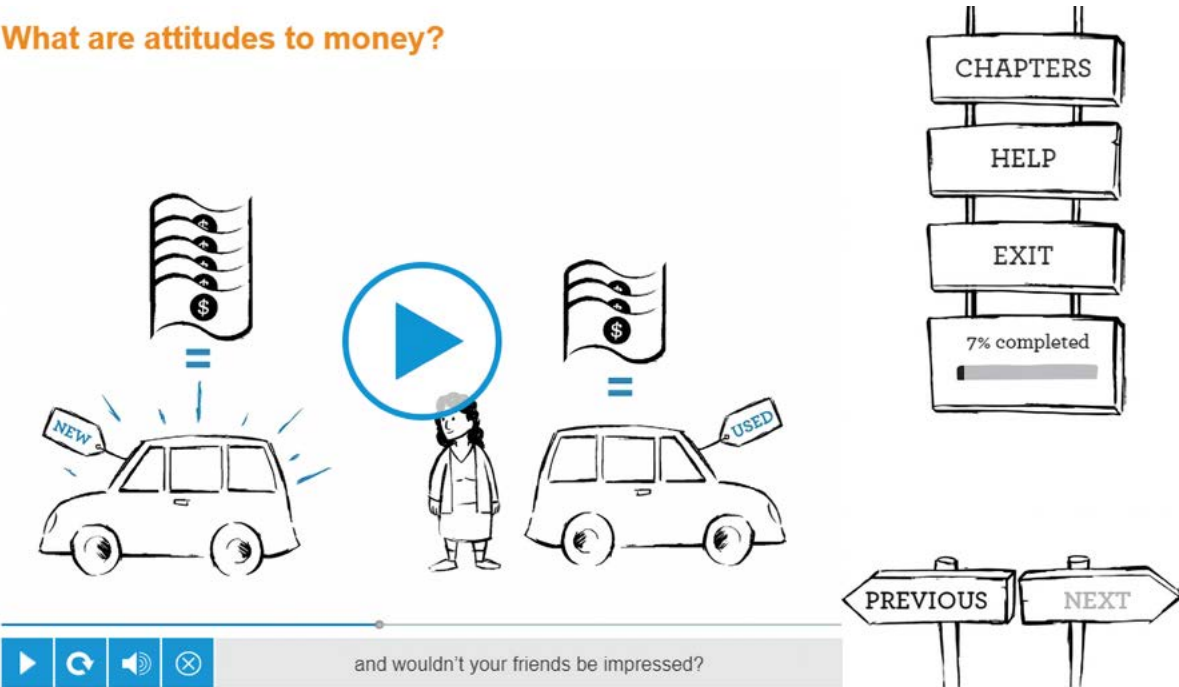 What are attitudes to money?
CHAPTERS
HELP
EXIT
7% completed
$
$
=
=
NEW
USED
PREVIOUS
NEXT
and wouldn't your friends be impressed?